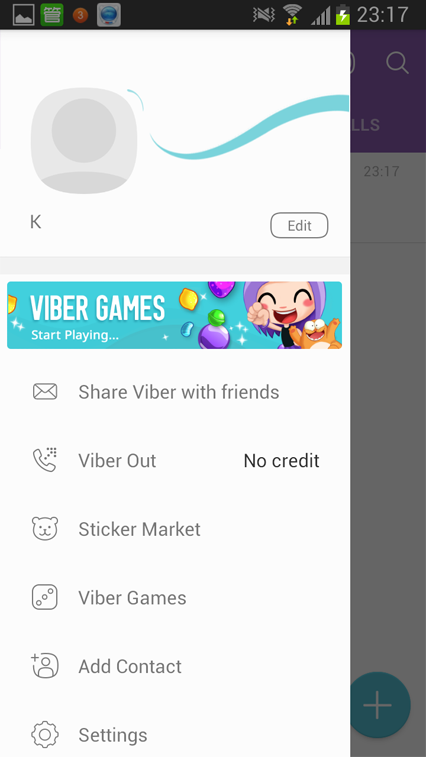 3
23:17
LLS
23:17
K
Edit
VIBER GAMES
Start Playing...
Share Viber with friends
Viber Out
No credit
Sticker Market
Viber Games
Add Contact
Settings